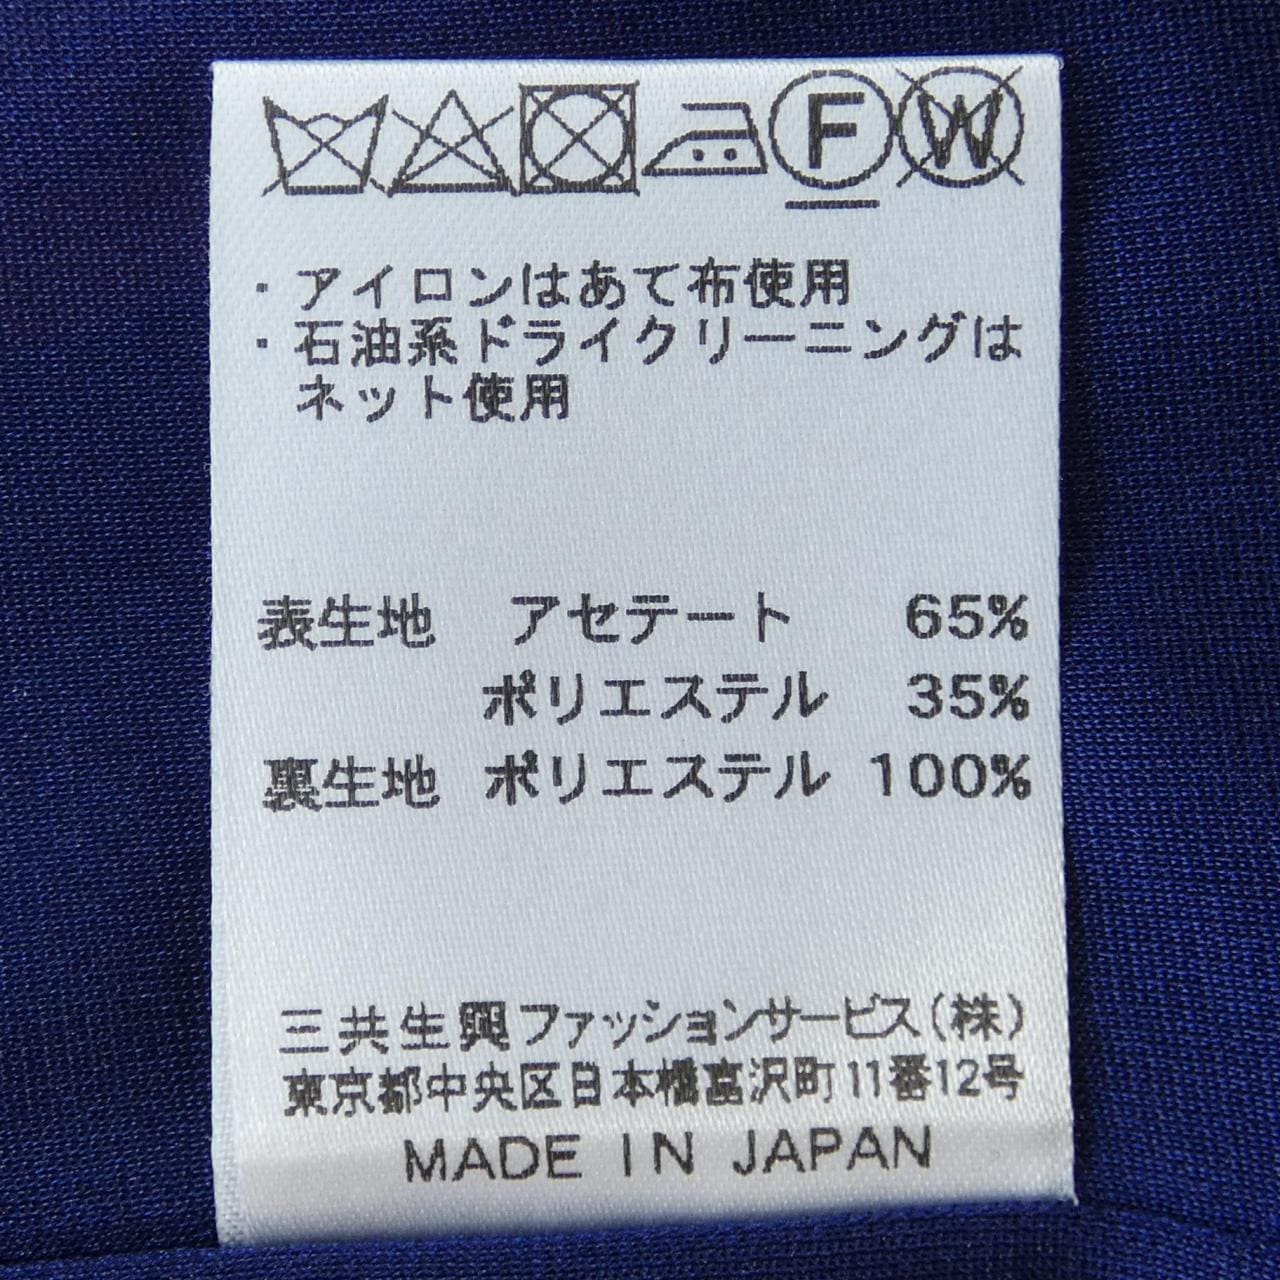 F W
・アイロンはあて布使用
・石油系ドライクリーニングは
ネット使用
表生地 アセテート 65%
ポリエステル 35%
裏生地 ポリエステル 100%
三共生興ファッションサービス(株)
東京都中央区日本橋富沢町11番12号
MADE IN JAPAN